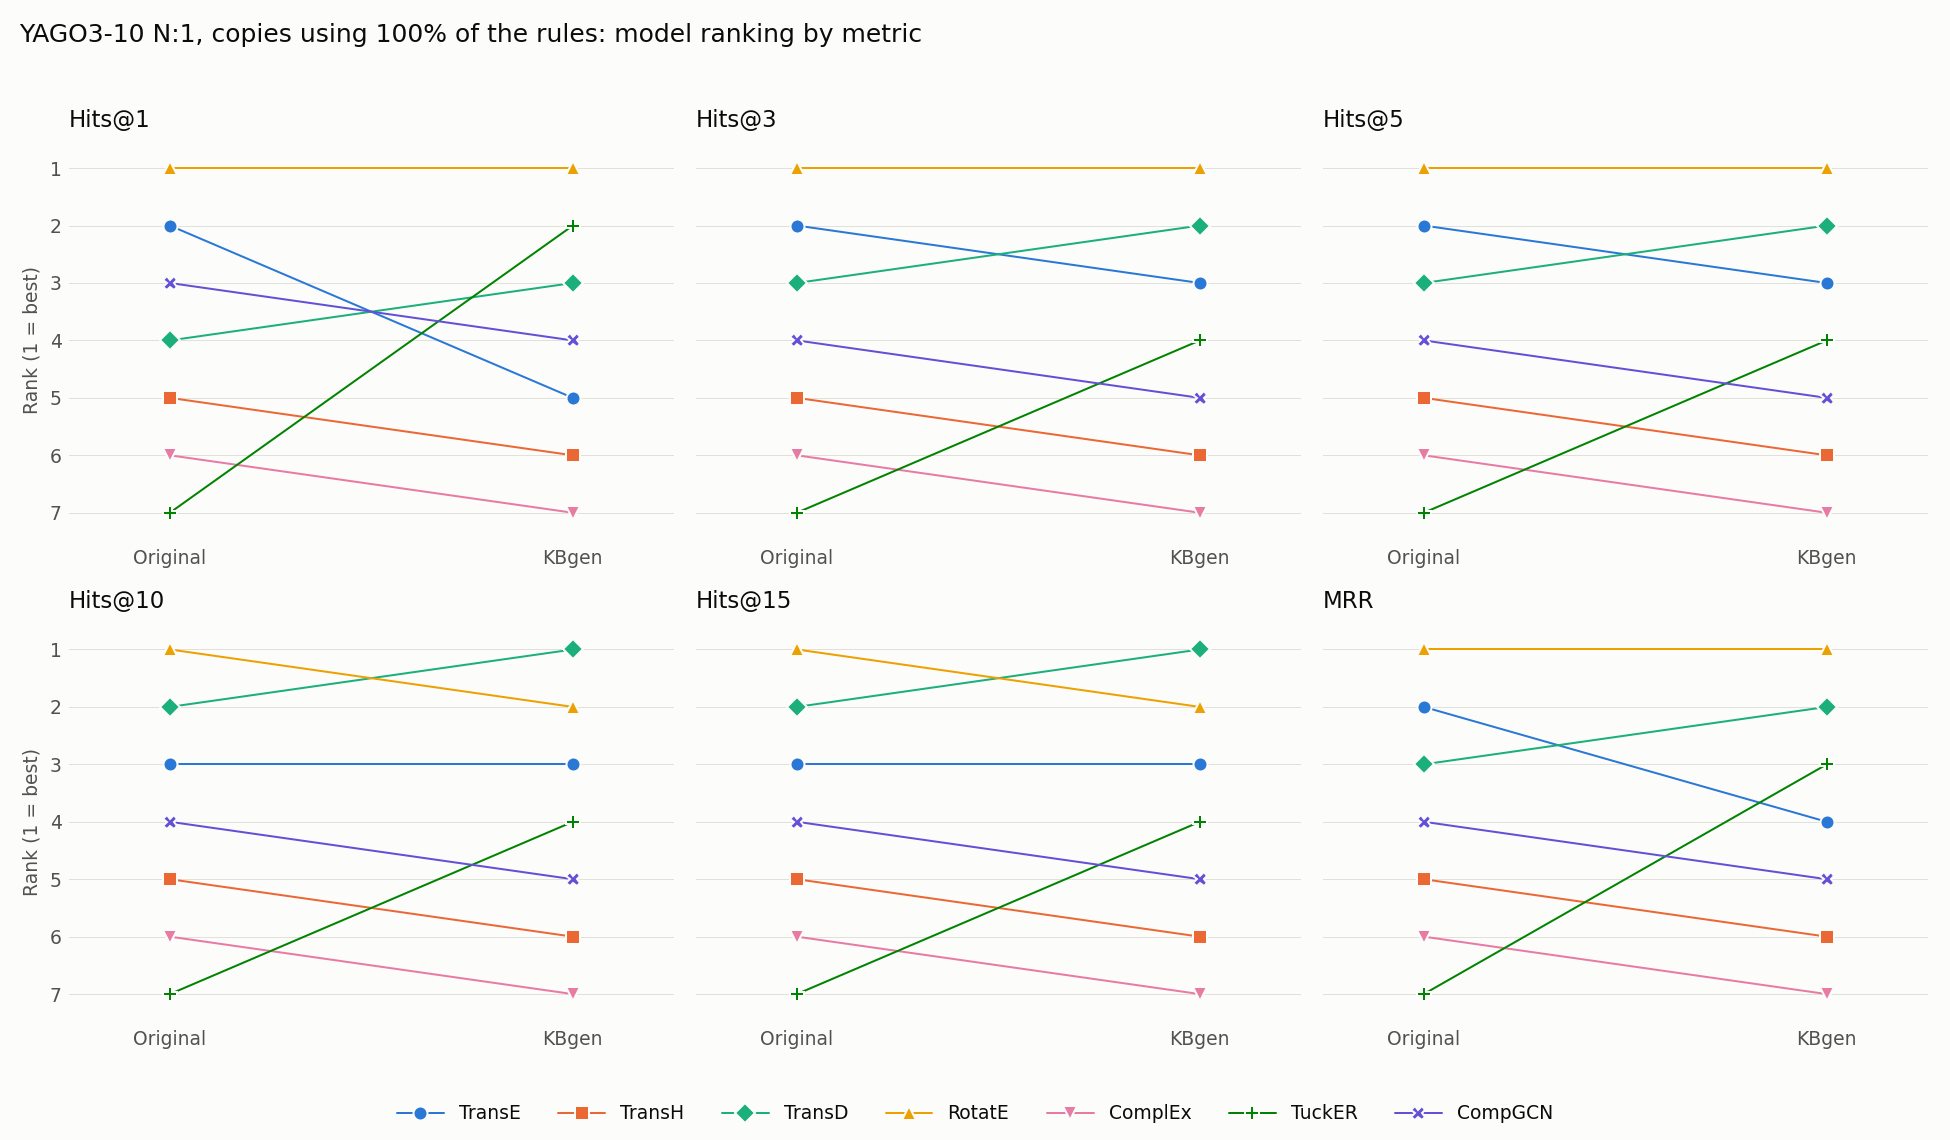 YAGO3-10 N:1, copies using 100% of the rules: model ranking by metric
Hits@1
Hits@3
Hits@5
Rank (1 = best)
1
2
3
4
5
6
7
Original
KBgen
Original
KBgen
Original
KBgen
Hits@10
Hits@15
MRR
Rank (1 = best)
1
2
3
4
5
6
7
Original
KBgen
Original
KBgen
Original
KBgen
TransE
TransH
TransD
RotatE
ComplEx
TuckER
CompGCN